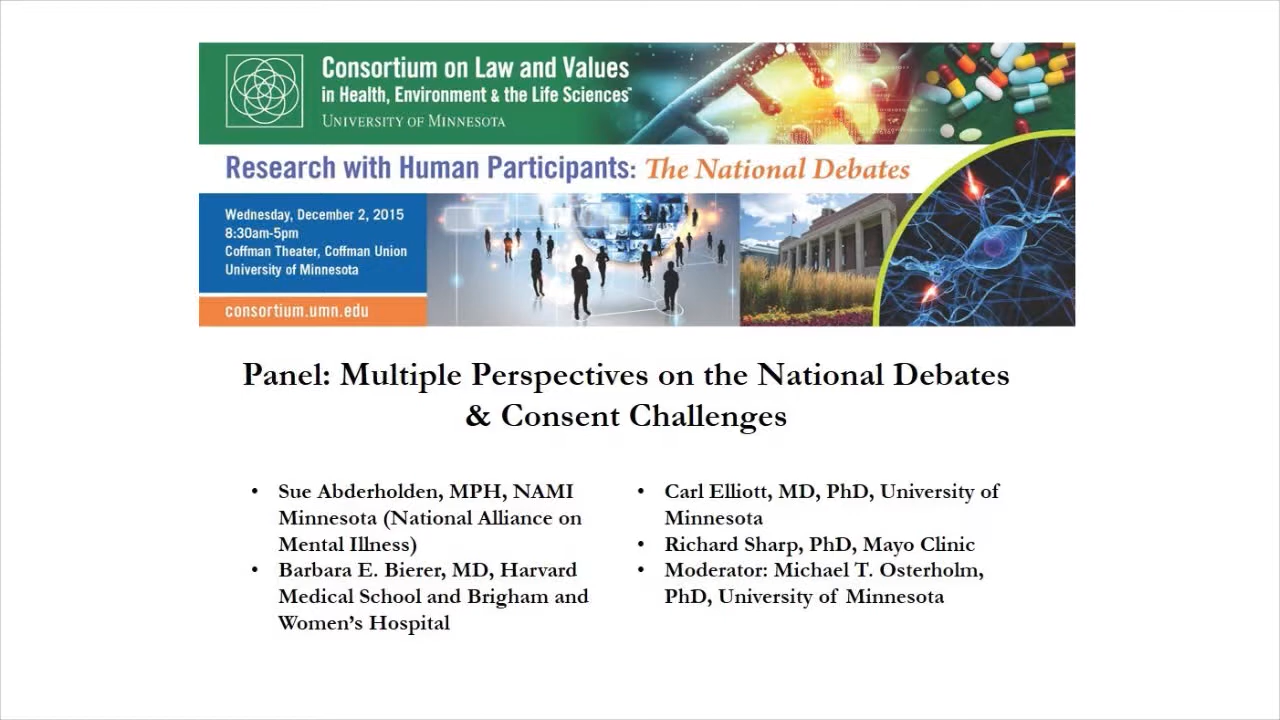 Consortium on Law and Values
in Health, Environment & the Life Sciences™
UNIVERSITY OF MINNESOTA
Research with Human Participants: The National Debates
Wednesday, December 2, 2015
8:30am-5pm
Coffman Theater, Coffman Union
University of Minnesota
consortium.umn.edu
Panel: Multiple Perspectives on the National Debates
& Consent Challenges
• Sue Abderholden, MPH, NAMI
Minnesota (National Alliance on
Mental Illness)
• Barbara E. Bierer, MD, Harvard
Medical School and Brigham and
Women’s Hospital
• Carl Elliott, MD, PhD, University of
Minnesota
• Richard Sharp, PhD, Mayo Clinic
• Moderator: Michael T. Osterholm,
PhD, University of Minnesota